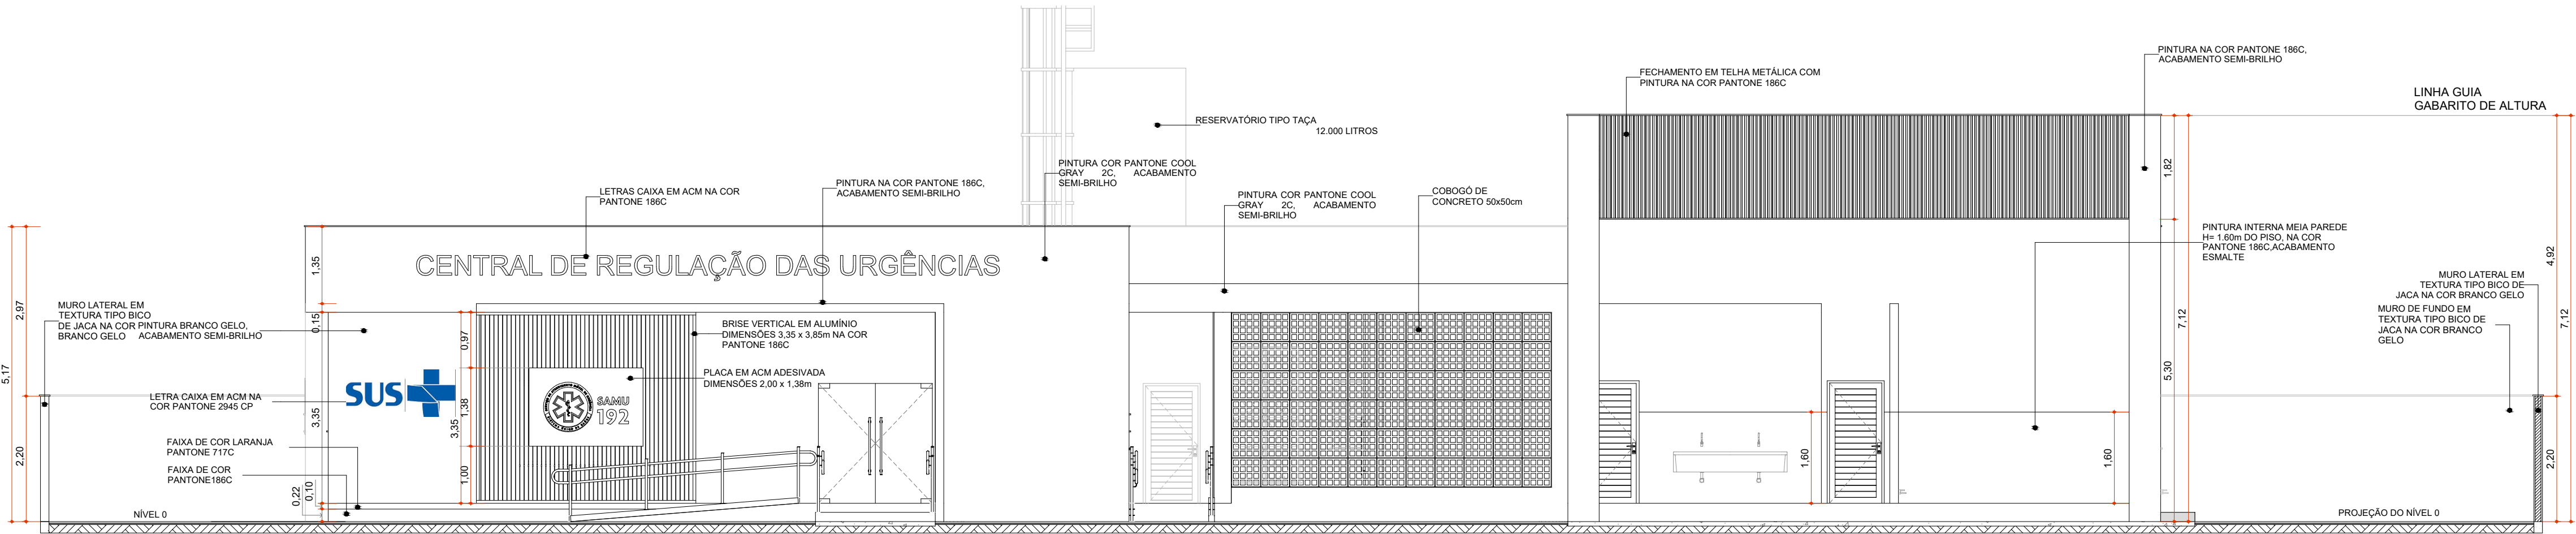 PINTURA NA COR PANTONE 186C,
ACABAMENTO SEMI-BRILHO
FECHAMENTO EM TELHA METÁLICA COM
PINTURA NA COR PANTONE 186C
LINHA GUIA
GABARITO DE ALTURA
RESERVATÓRIO TIPO TAÇA
12.000 LITROS
PINTURA COR PANTONE COOL
GRAY 2C, ACABAMENTO
SEMI-BRILHO
PINTURA NA COR PANTONE 186C,
ACABAMENTO SEMI-BRILHO
LETRAS CAIXA EM ACM NA COR
PANTONE 186C
PINTURA COR PANTONE COOL
GRAY 2C, ACABAMENTO
SEMI-BRILHO
COBOGÓ DE
CONCRETO 50x50cm
PINTURA INTERNA MEIA PAREDE
H= 1.60m DO PISO, NA COR
PANTONE 186C,ACABAMENTO
ESMALTE
CENTRAL DE REGULAÇÃO DAS URGÊNCIAS
MURO LATERAL EM
TEXTURA TIPO BICO DE
JACA NA COR BRANCO GELO
MURO DE FUNDO EM
TEXTURA TIPO BICO DE
JACA NA COR BRANCO
GELO
MURO LATERAL EM
TEXTURA TIPO BICO
DE JACA NA COR
BRANCO GELO
PINTURA BRANCO GELO,
ACABAMENTO SEMI-BRILHO
BRISE VERTICAL EM ALUMÍNIO
DIMENSÕES 3,35 x 3,85m NA COR
PANTONE 186C
PLACA EM ACM ADESIVADA
DIMENSÕES 2,00 x 1,38m
SUS
SAMU
192
LETRA CAIXA EM ACM NA
COR PANTONE 2945 CP
FAIXA DE COR LARANJA
PANTONE 717C
FAIXA DE COR
PANTONE186C
NÍVEL 0
PROJEÇÃO DO NÍVEL 0
5,17
2,97
2,20
1,35
0,15
3,35
0,22
0,10
3,35
0,97
1,38
1,00
1,60
1,60
1,82
5,30
7,12
4,92
2,20
7,12